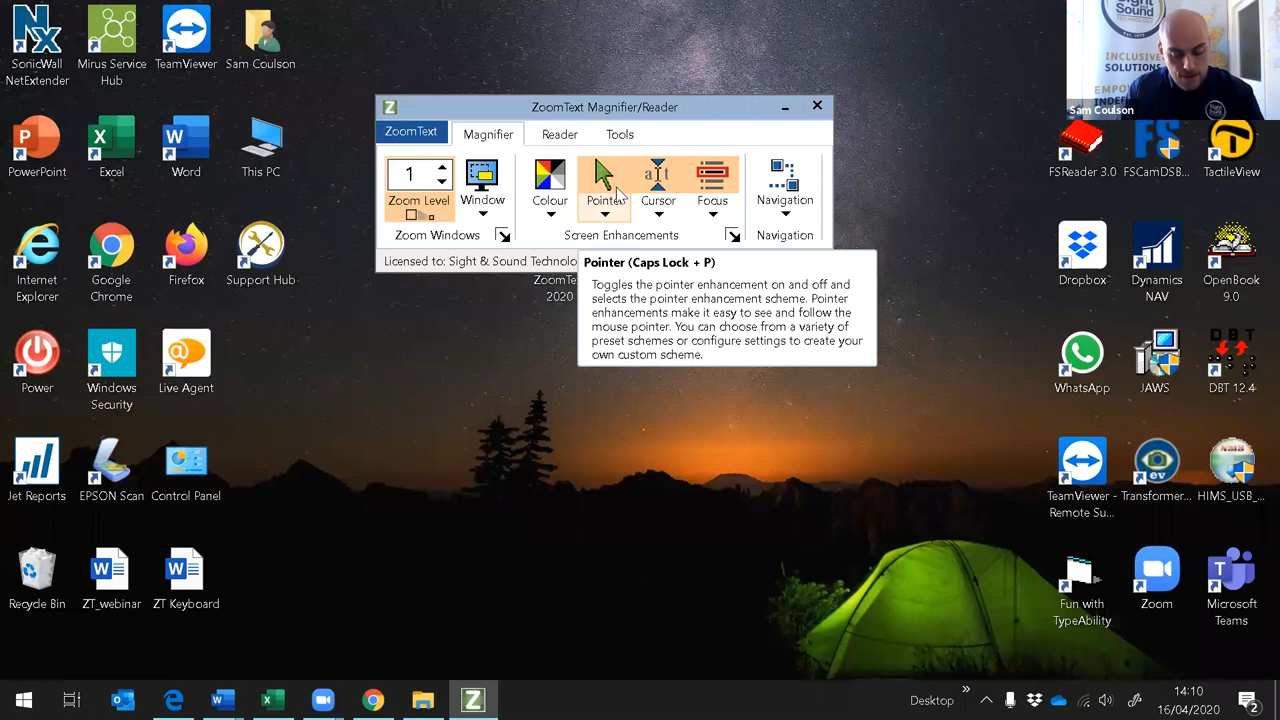 SonicWall
NetExtender
Mirus Service
Hub
TeamViewer
Sam Coulson
PowerPoint
Excel
Word
This PC
Internet
Explorer
Google
Chrome
Firefox
Support Hub
Power
Windows
Security
Live Agent
Jet Reports
EPSON Scan
Control Panel
Recycle Bin
ZT_webinar
ZT Keyboard
ZoomText Magnifier/Reader
ZoomText
Magnifier
Reader
Tools
1
Zoom Level
Window
Colour
Pointer
Cursor
Focus
Navigation
Zoom Windows
Screen Enhancements
Navigation
Licensed to: Sight & Sound Technolo
2020
Pointer (Caps Lock + P)
Toggles the pointer enhancement on and off and
selects the pointer enhancement scheme. Pointer
enhancements make it easy to see and follow the
mouse pointer. You can choose from a variety of
preset schemes or configure settings to create your
own custom scheme.
Sound
INCLUSIVE
SOLUTIONS
Sam Coulson
FSReader 3.0
FSCamDSB...
TactileView
Dropbox
Dynamics
NAV
OpenBook
9.0
WhatsApp
JAWS
DBT
DBT 12.4
TeamViewer -
Remote Su...
ev
Transformer...
HIMS_USB_...
Fun with
TypeAbility
Zoom
Microsoft
Teams
Desktop
14:10
16/04/2020
2